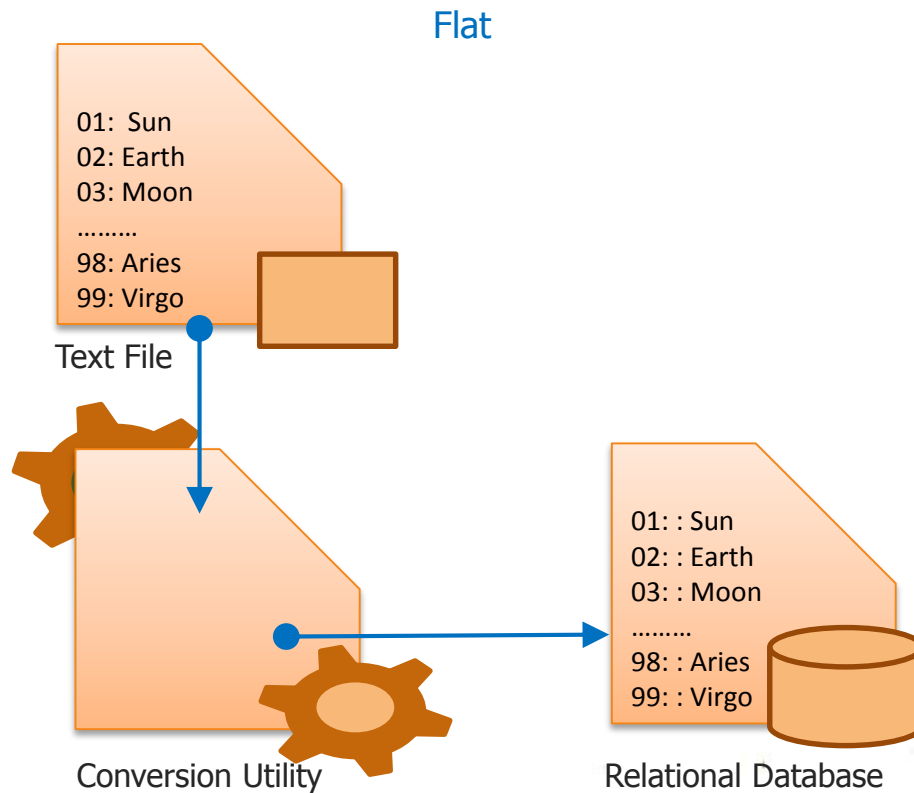 Flat
01:  Sun
02: Earth
03: Moon
………
98: Aries
99: Virgo
Text File
Conversion Utility
01: : Sun
02: : Earth
03: : Moon
………
98: : Aries
99: : Virgo
Relational Database